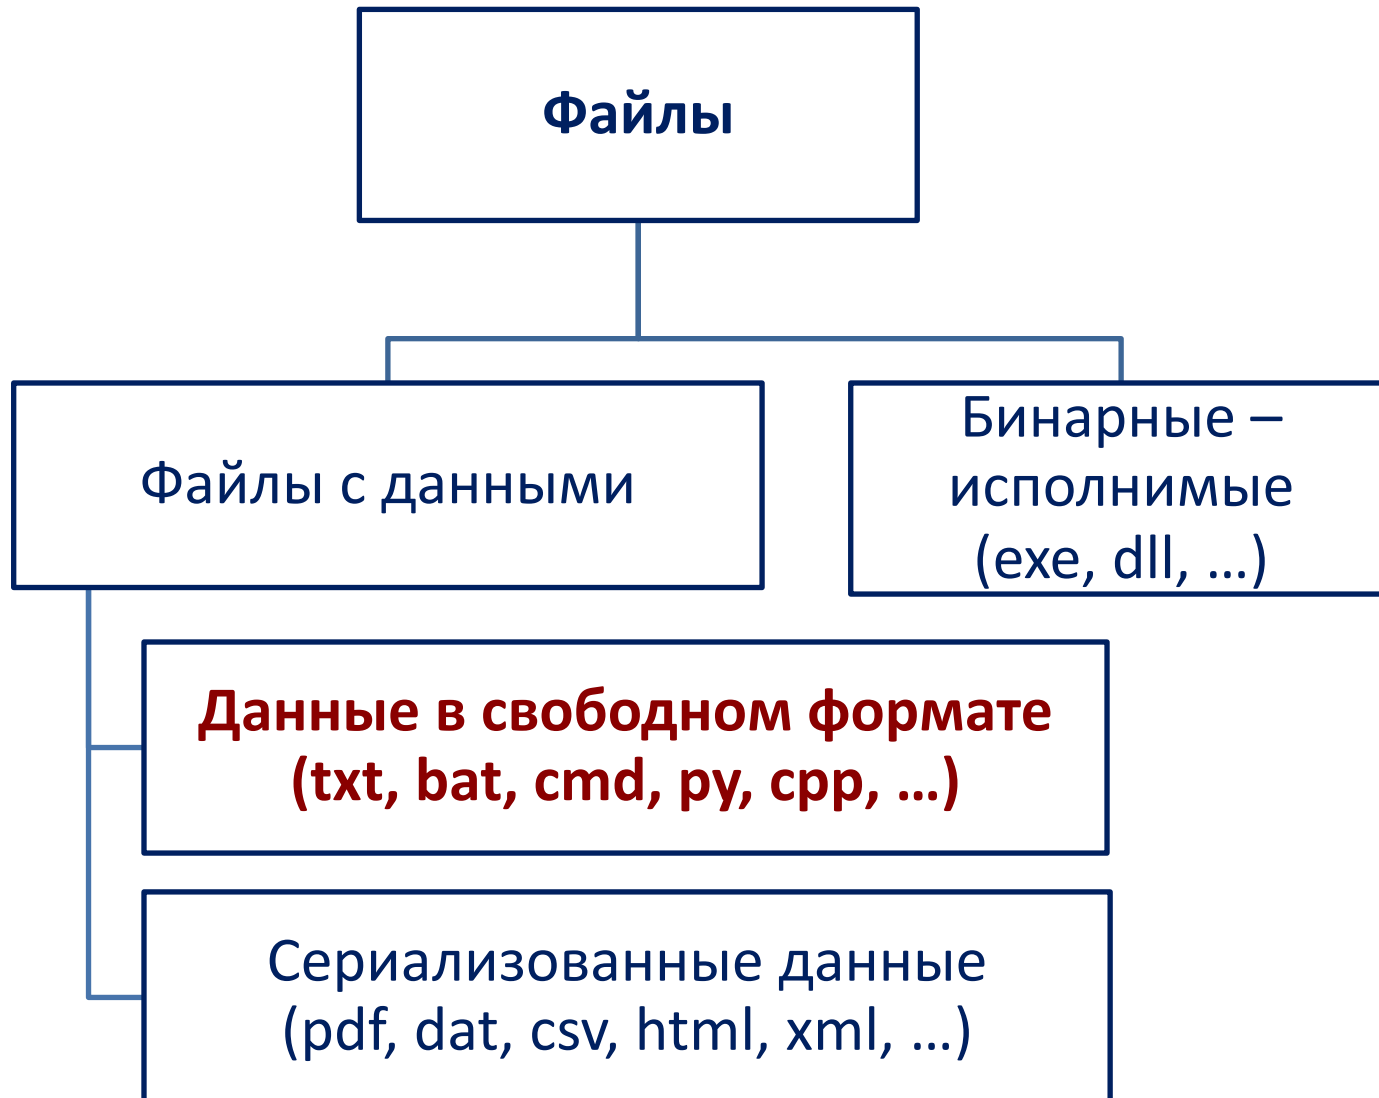 Файлы
Файлы с данными
Бинарные –
исполнимые
(exe, dll, …)
Данные в свободном формате
(txt, bat, cmd, py, cpp, …)
Сериализованные данные
(pdf, dat, csv, html, xml, …)